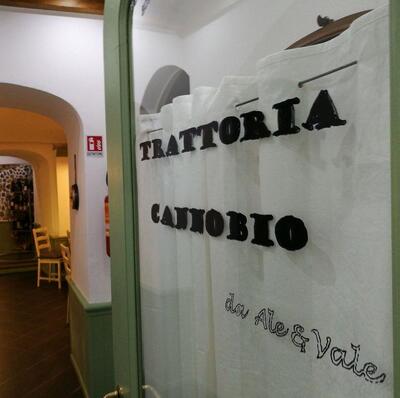 TRATTORIA
CANNOBIO
da Ale & Vale